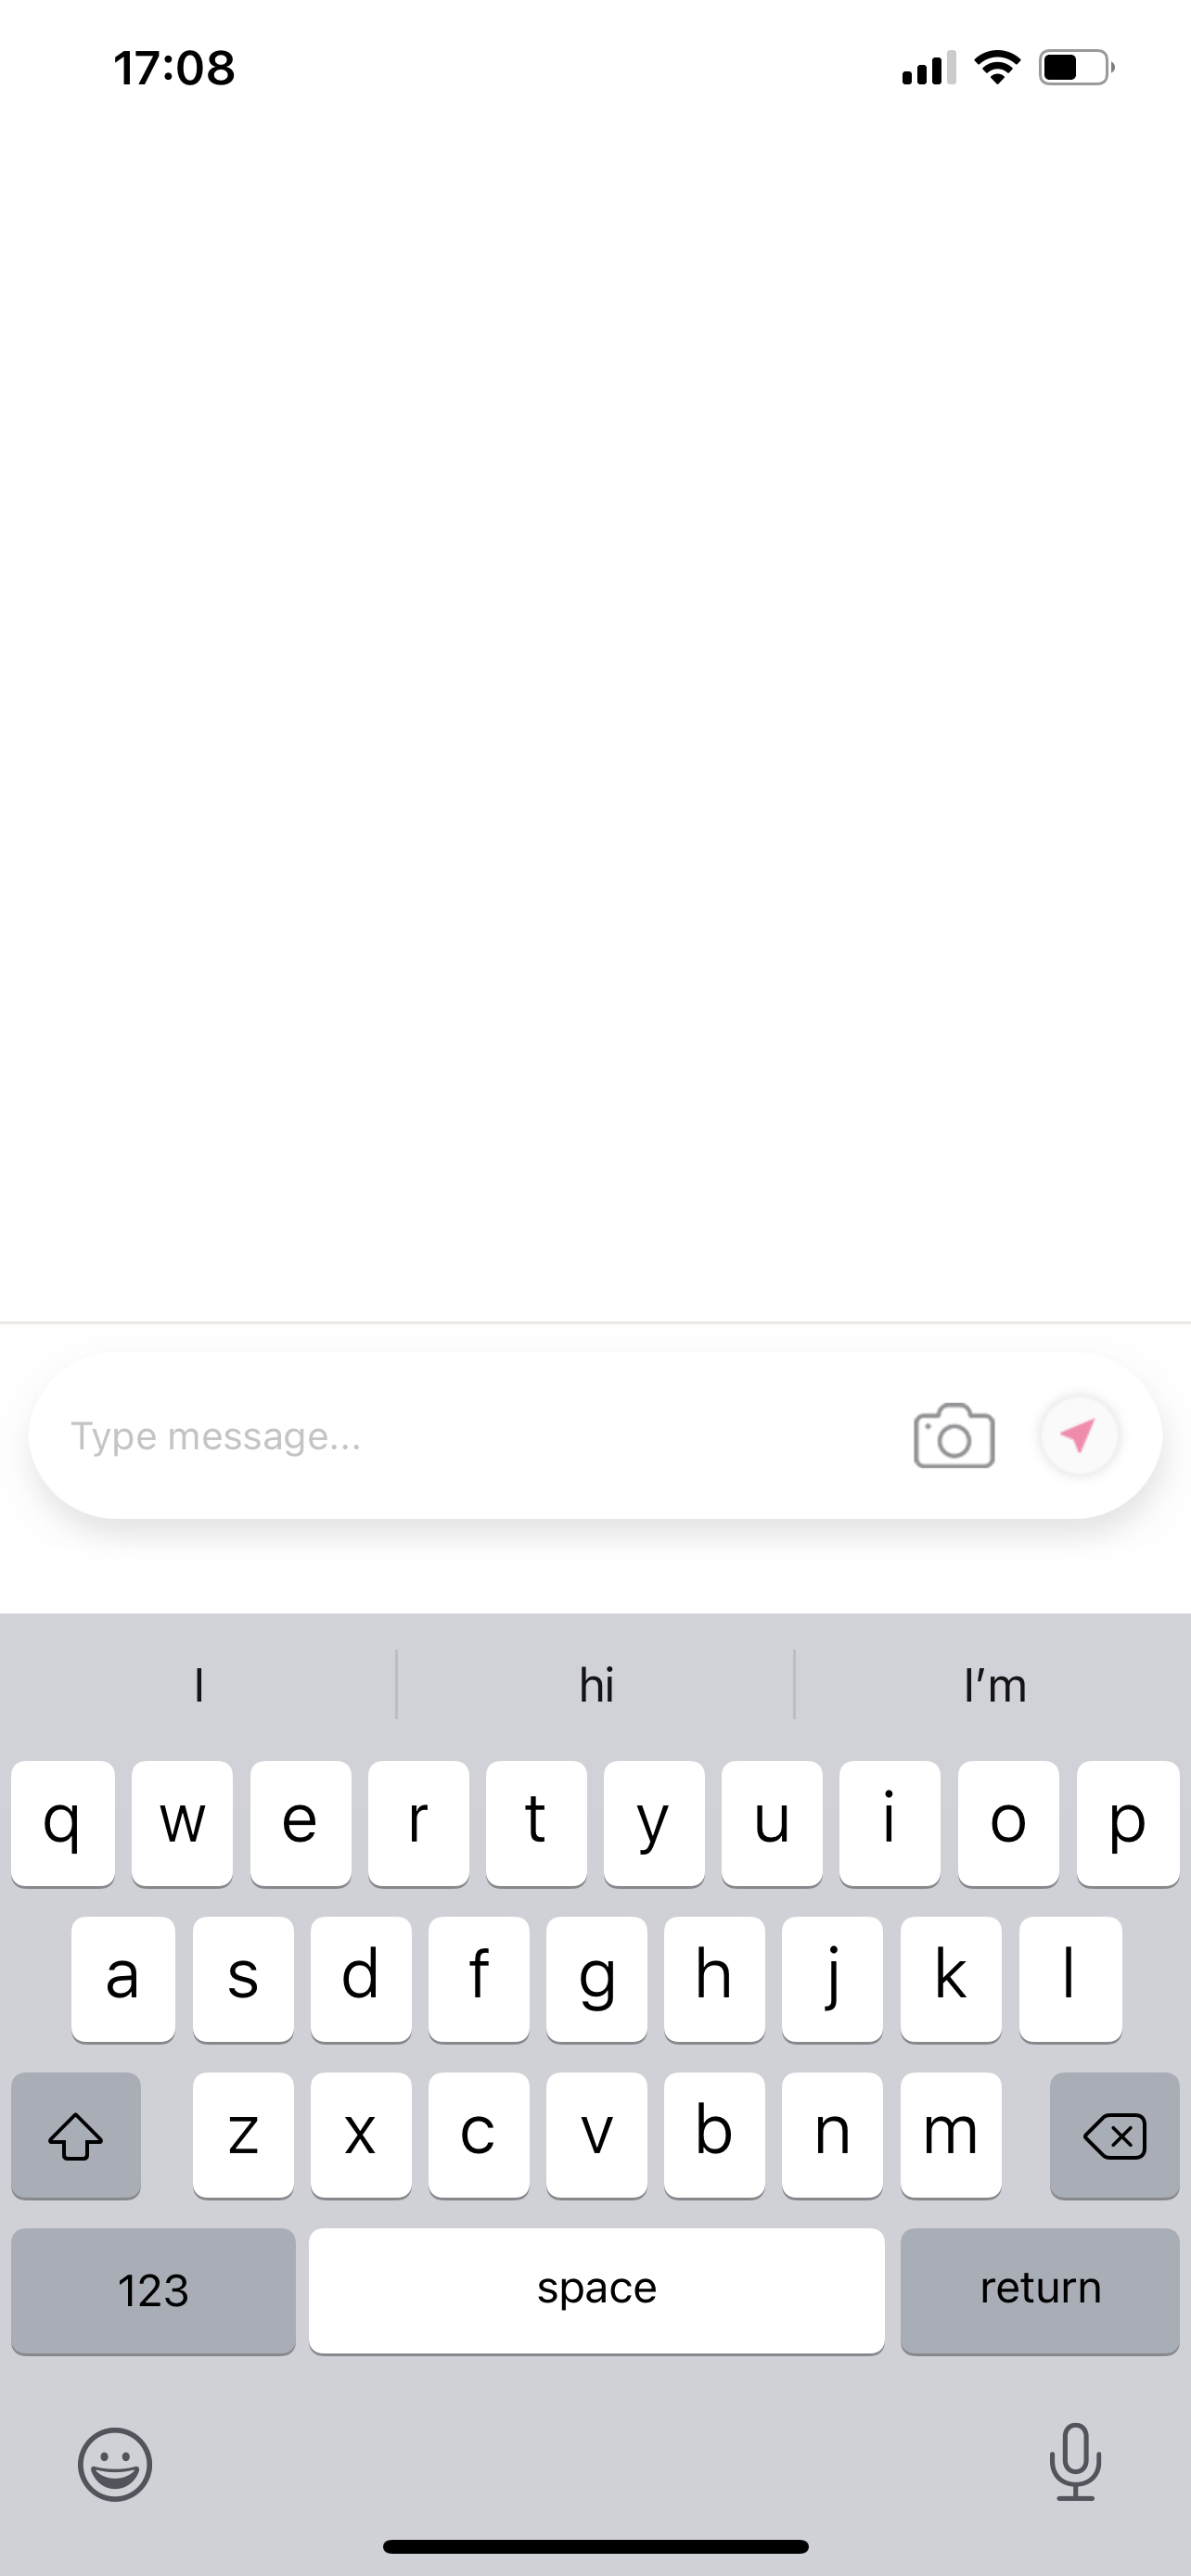 17:08
Type message...
I hi I'm
q w e r t y u i o p
a s d f g h j k l
z x c v b n m
123 space return